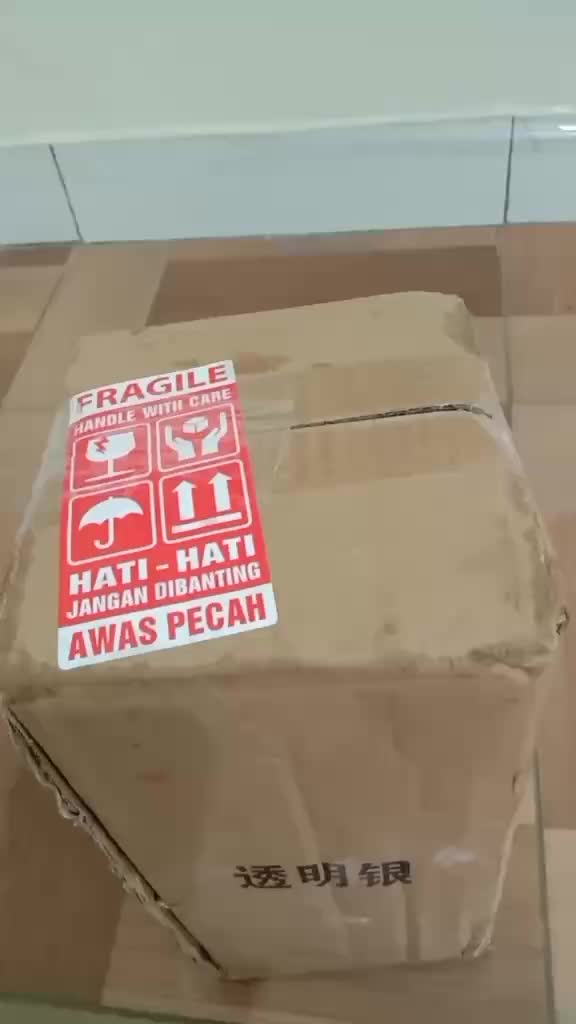 FRAGILE
HANDLE WITH CARE
HATI - HATI
JANGAN DIBANTING
AWAS PECAH
透明银